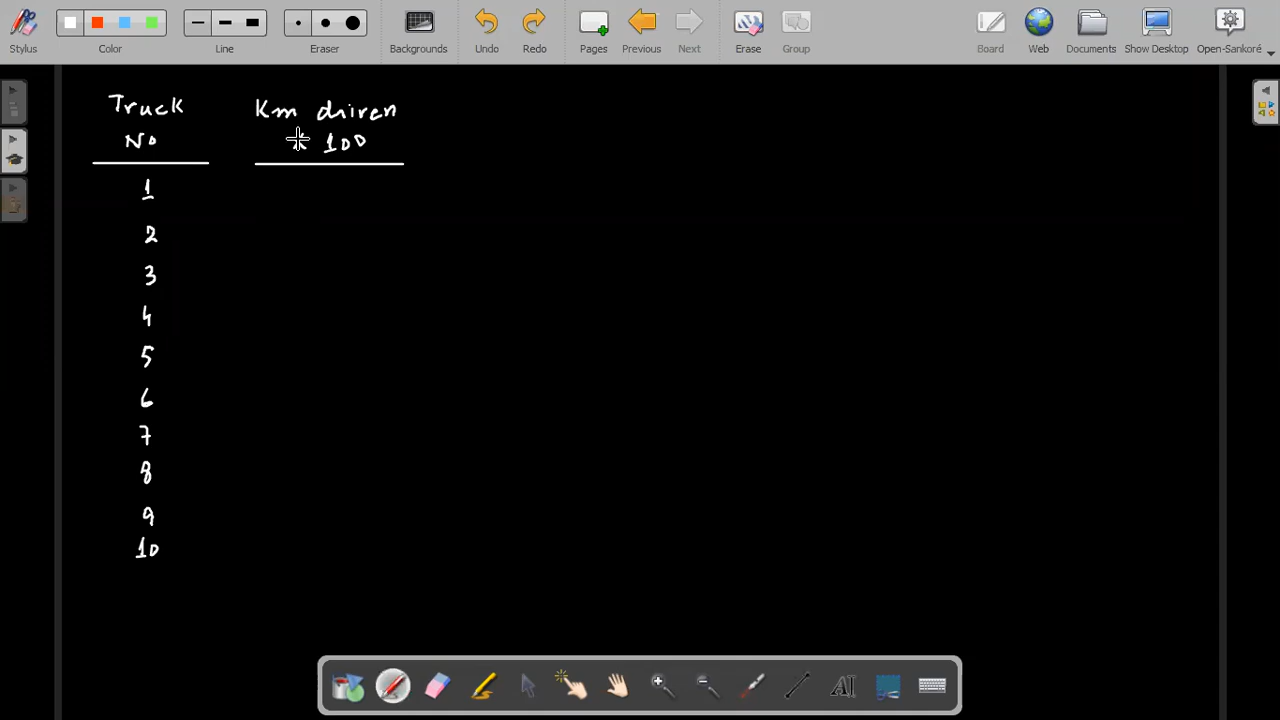 Stylus Color Line Eraser Backgrounds Undo Redo Pages Previous Next Erase Group Board Web Documents Show Desktop Open-Sankoré
Truck Km driven
No 100
1
2
3
4
5
6
7
8
9
10
AI